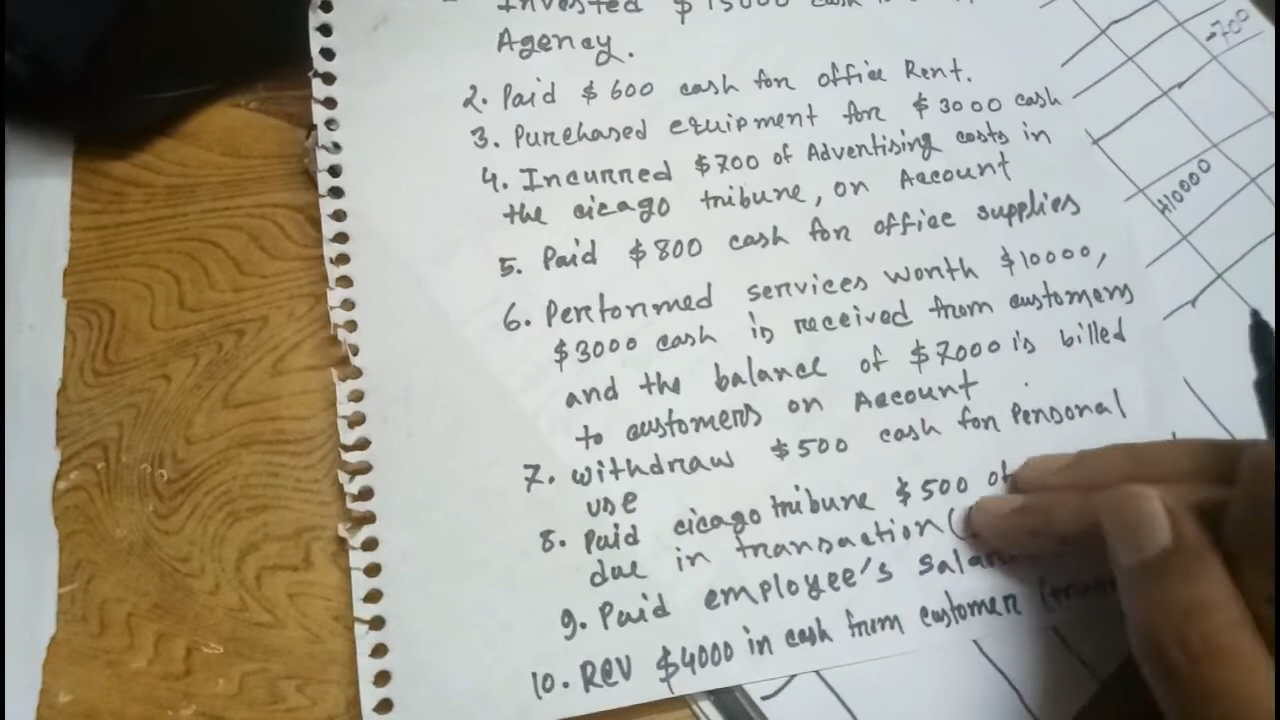 Invested $15000 cash
Agency.
2. Paid $600 cash for office Rent.
3. Purchased equipment for $3000 cash
4. Incurred $700 of Advertising costs in
the cicago tribune, on Account
5. Paid $800 cash for office supplies
6. Performed services worth $10000,
$3000 cash is received from customers
and the balance of $7000 is billed
to customers on Account
7. withdraw $500 cash for Personal
use
8. Paid cicago tribune $500 of
due in transaction (
9. Paid employee's
10. Rev $4000 in cash from customer
-700
+10000